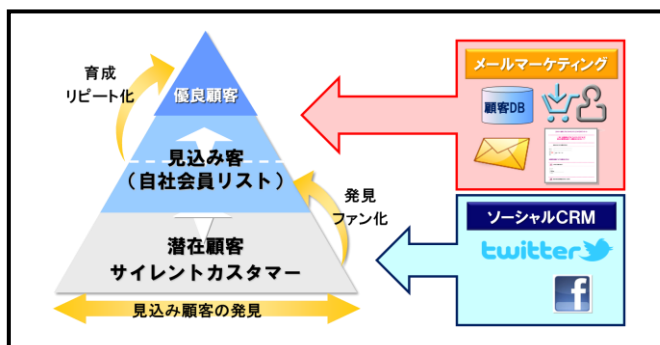 育成
リピート化
優良顧客
見込み客
（自社会員リスト）
発見
ファン化
潜在顧客
サイレントカスタマー
見込み顧客の発見
メールマーケティング
顧客DB
ソーシャルCRM
twitter
f